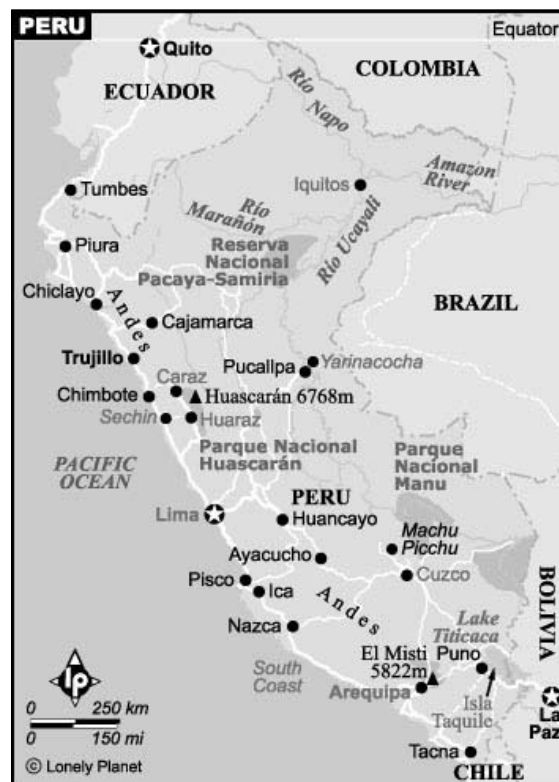 PERU
Equator
Quito
COLOMBIA
ECUADOR
Río
Napo
Amazon
River
Iquitos
Tumbes
Río
Marañón
Río Ucayali
Piura
Reserva
Nacional
Pacaya-Samiria
Chiclayo
Andes
BRAZIL
Cajamarca
Trujillo
Yarinacocha
Pucallpa
Caraz
Chimbote
Huascarán 6768m
Sechin
Huaraz
Parque Nacional
Huascarán
PACIFIC
OCEAN
Parque
Nacional
Manu
PERU
Lima
Huancayo
Machu
Picchu
Ayacucho
Cuzco
Pisco
Ica
Andes
BOLIVIA
Nazca
Lake
Titicaca
El Misti
5822m
Puno
South
Coast
Arequipa
Isla
Taquile
La
Paz
lp
0 250 km
0 150 mi
Tacna
© Lonely Planet
CHILE